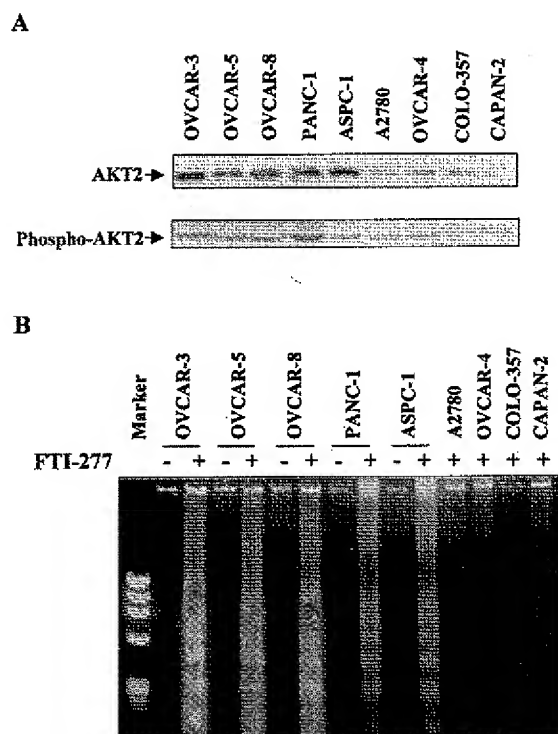 A
OVCAR-3
OVCAR-5
OVCAR-8
PANC-1
ASPC-1
A2780
OVCAR-4
COLO-357
CAPAN-2
AKT2
Phospho-AKT2
B
Marker
OVCAR-3
OVCAR-5
OVCAR-8
PANC-1
ASPC-1
A2780
OVCAR-4
COLO-357
CAPAN-2
FTI-277 - + - + - + - + - + + + + +